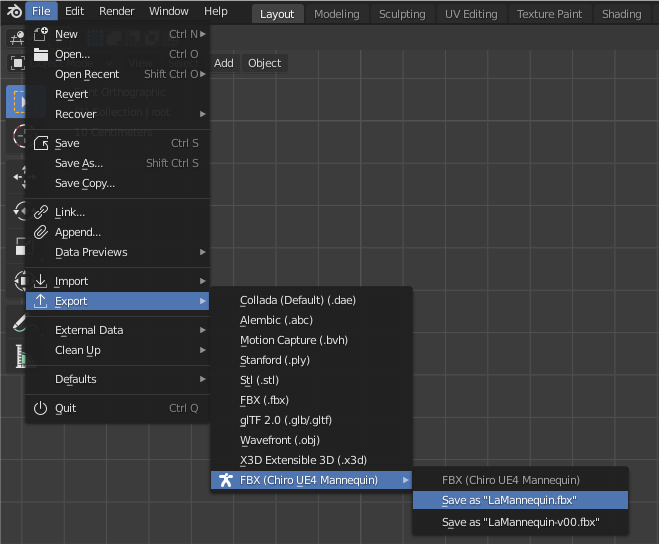 File Edit Render Window Help Layout Modeling Sculpting UV Editing Texture Paint Shading
New Ctrl N
Open... Ctrl O
View Select Add Object
Open Recent Shift Ctrl O
Revert
Orthographic
Recover
Collection | root
10 Centimeters
Save Ctrl S
Save As... Shift Ctrl S
Save Copy...
Link...
Append...
Data Previews
Import
Export
Collada (Default) (.dae)
Alembic (.abc)
Motion Capture (.bvh)
Stanford (.ply)
Stl (.stl)
FBX (.fbx)
glTF 2.0 (.glb/.gltf)
Wavefront (.obj)
X3D Extensible 3D (.x3d)
FBX (Chiro UE4 Mannequin)
External Data
Clean Up
Defaults
Quit Ctrl Q
FBX (Chiro UE4 Mannequin)
Save as "LaMannequin.fbx"
Save as "LaMannequin-v00.fbx"